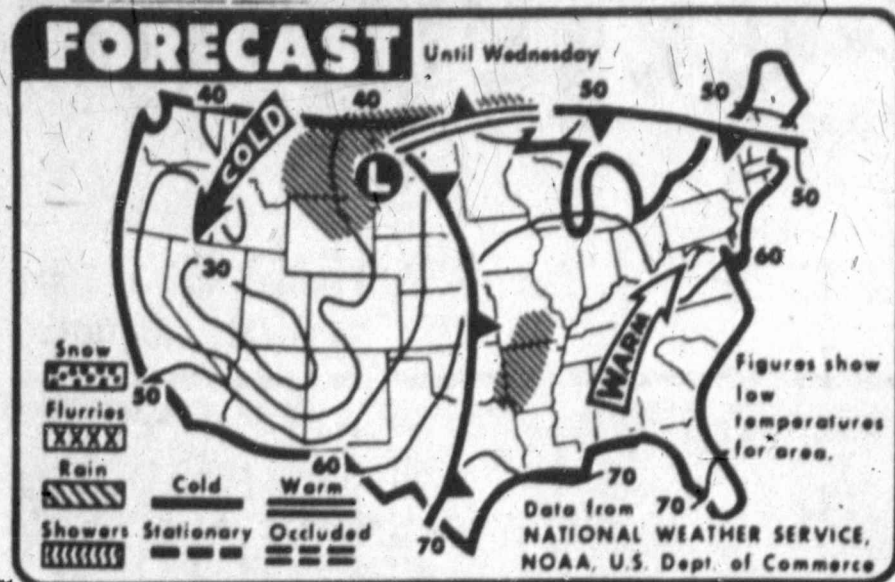 FORECAST
Until Wednesday
40
40
50
50
COLD
L
50
30
60
WARM
Snow
Flurries
Rain
Showers
50
60
Cold
Warm
Stationary
Occluded
70
70
70
Figures show
low
temperatures
for area.
Data from
NATIONAL WEATHER SERVICE,
NOAA, U.S. Dept. of Commerce